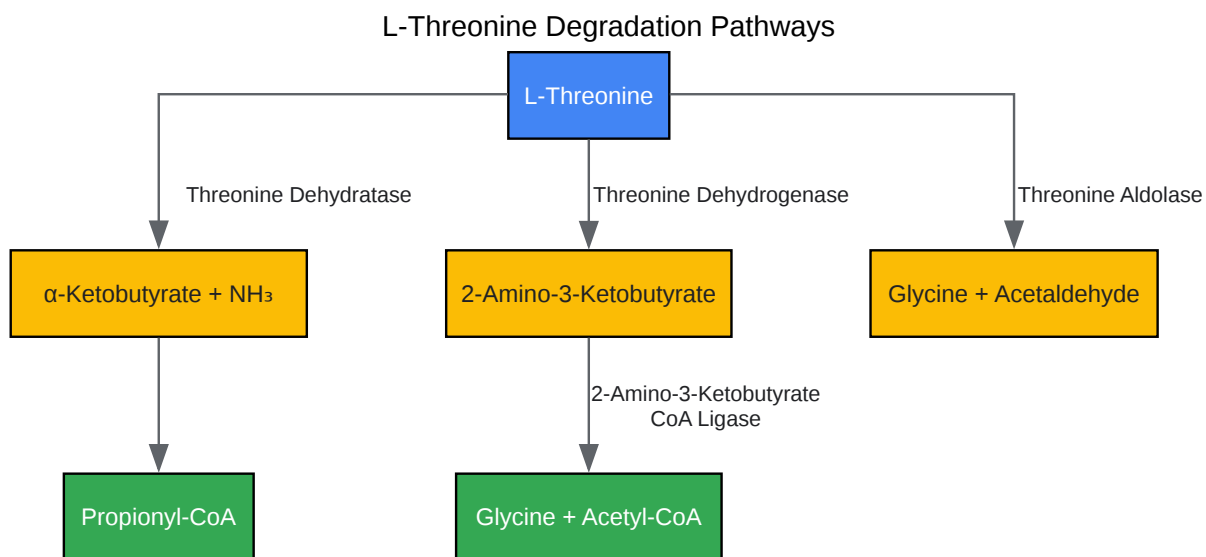 L-Threonine Degradation Pathways
L-Threonine
Threonine Dehydratase
Threonine Dehydrogenase
Threonine Aldolase
α-Ketobutyrate + NH₃
2-Amino-3-Ketobutyrate
Glycine + Acetaldehyde
2-Amino-3-Ketobutyrate
CoA Ligase
Propionyl-CoA
Glycine + Acetyl-CoA